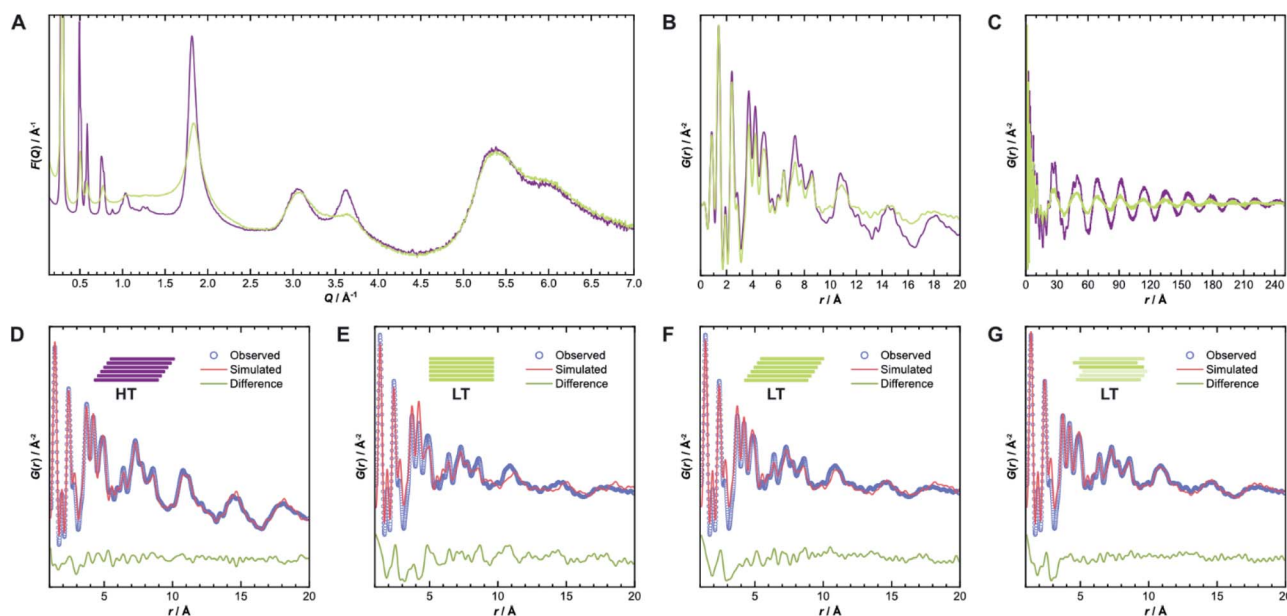 A
F(Q) / Å-1
0.5 1.0 1.5 2.0 2.5 3.0 3.5 4.0 4.5 5.0 5.5 6.0 6.5 7.0
Q / Å-1
B
G(r) / Å-2
0 2 4 6 8 10 12 14 16 18 20
r / Å
C
G(r) / Å-2
0 30 60 90 120 150 180 210 240
r / Å
D
HT
Observed
Simulated
Difference
G(r) / Å-2
5 10 15 20
r / Å
E
LT
Observed
Simulated
Difference
G(r) / Å-2
5 10 15 20
r / Å
F
LT
Observed
Simulated
Difference
G(r) / Å-2
5 10 15 20
r / Å
G
LT
Observed
Simulated
Difference
G(r) / Å-2
5 10 15 20
r / Å